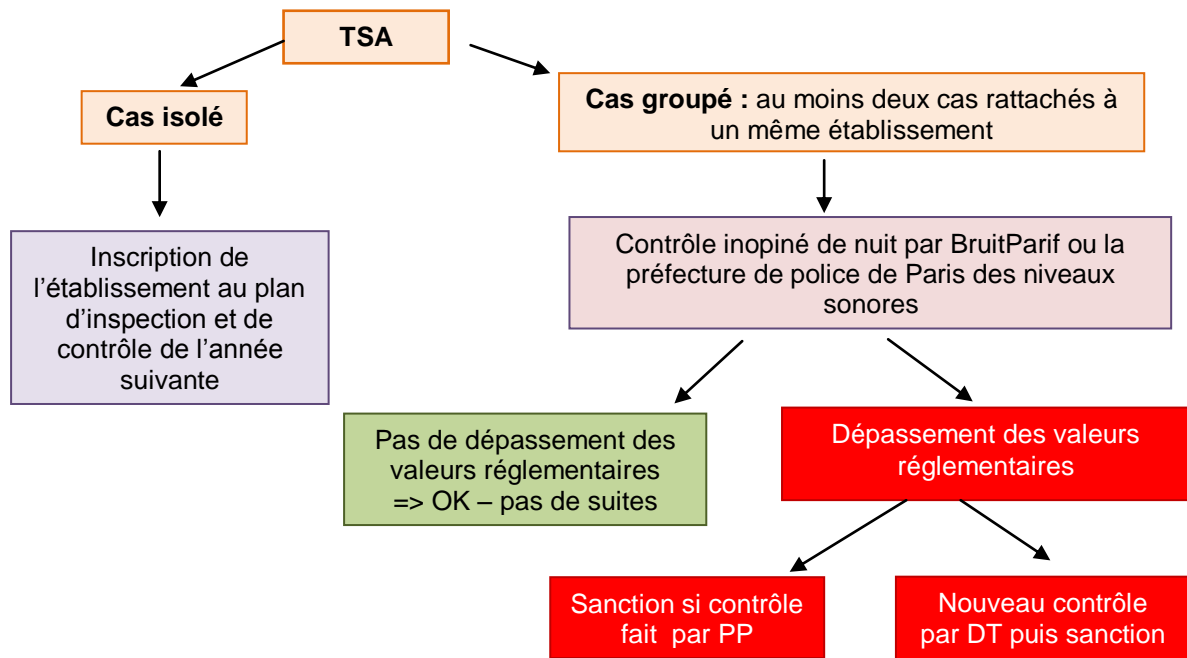 TSA
Cas isolé
Cas groupé : au moins deux cas rattachés à
un même établissement
Inscription de
l'établissement au plan
d'inspection et de
contrôle de l'année
suivante
Contrôle inopiné de nuit par BruitParif ou la
préfecture de police de Paris des niveaux
sonores
Pas de dépassement des
valeurs réglementaires
=> OK – pas de suites
Dépassement des valeurs
réglementaires
Sanction si contrôle
fait par PP
Nouveau contrôle
par DT puis sanction